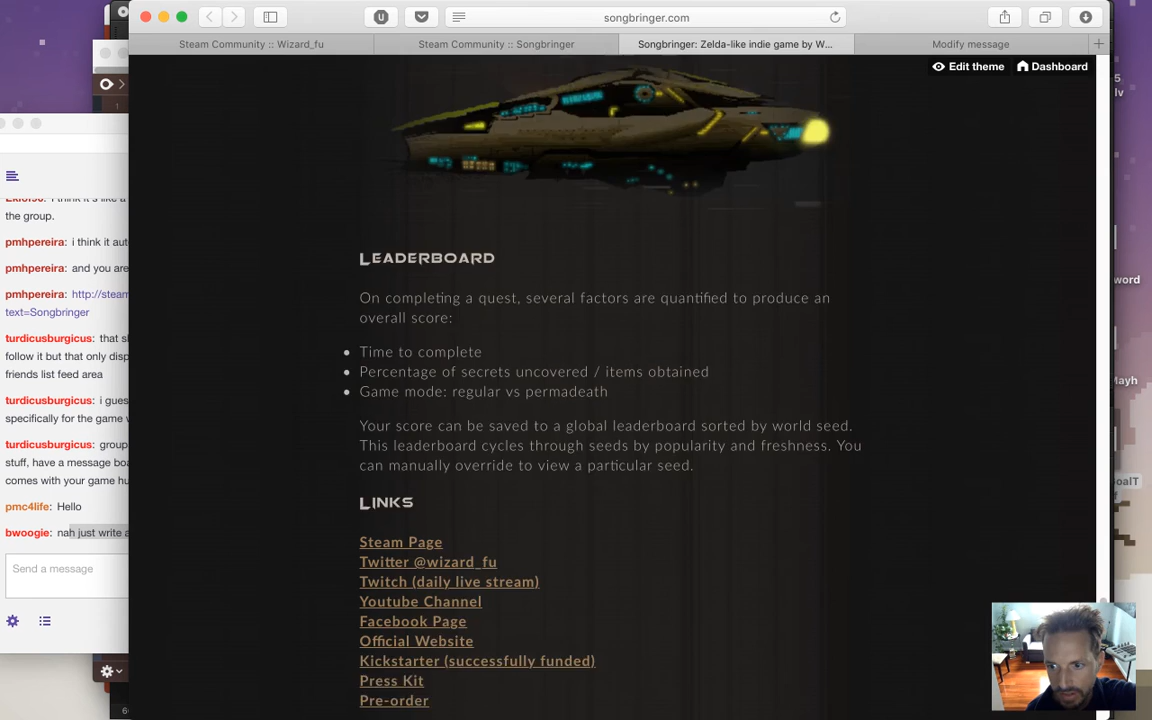 songbringer.com
Steam Community :: Wizard_fu
Steam Community :: Songbringer
Songbringer: Zelda-like indie game by W...
Modify message
Edit theme
Dashboard
the group.
pmhpereira: i think it aut
pmhpereira: and you are
pmhpereira: http://steam
text=Songbringer
turdicusburgicus: that s
follow it but that only disp
friends list feed area
turdicusburgicus: i gues
specifically for the game w
turdicusburgicus: group
stuff, have a message boa
comes with your game hu
pmc4life: Hello
bwoogie: nah just write a
Send a message
Leaderboard
On completing a quest, several factors are quantified to produce an
overall score:
Time to complete
Percentage of secrets uncovered / items obtained
Game mode: regular vs permadeath
Your score can be saved to a global leaderboard sorted by world seed.
This leaderboard cycles through seeds by popularity and freshness. You
can manually override to view a particular seed.
Links
Steam Page
Twitter @wizard_fu
Twitch (daily live stream)
Youtube Channel
Facebook Page
Official Website
Kickstarter (successfully funded)
Press Kit
Pre-order